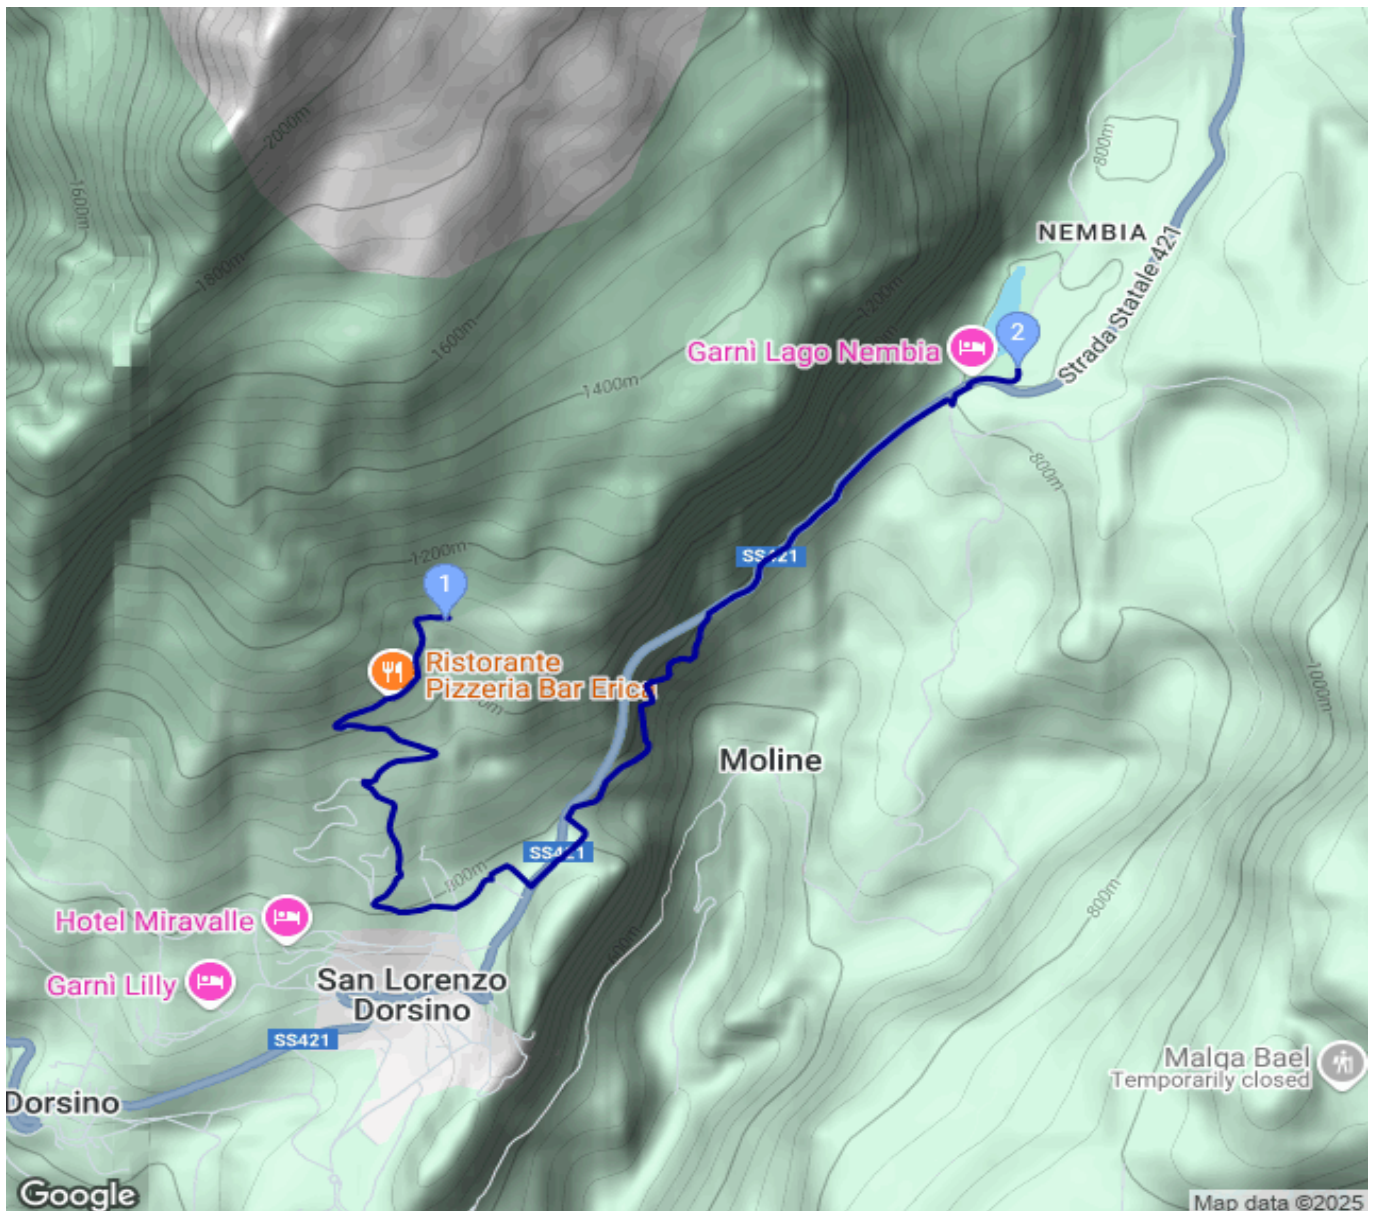 2000m
1600m
1800m
800m
NEMBIA
Strada Statale 421
1200m
2
Garnì Lago Nembia
1600m
1400m
800m
1200m
SS421
1
Ristorante
Pizzeria Bar Erica
1000m
Moline
SS421
800m
800m
Hotel Miravalle
600m
Garnì Lilly
San Lorenzo
Dorsino
SS421
Malga Bael
Temporarily closed
Dorsino
Google
Map data ©2025